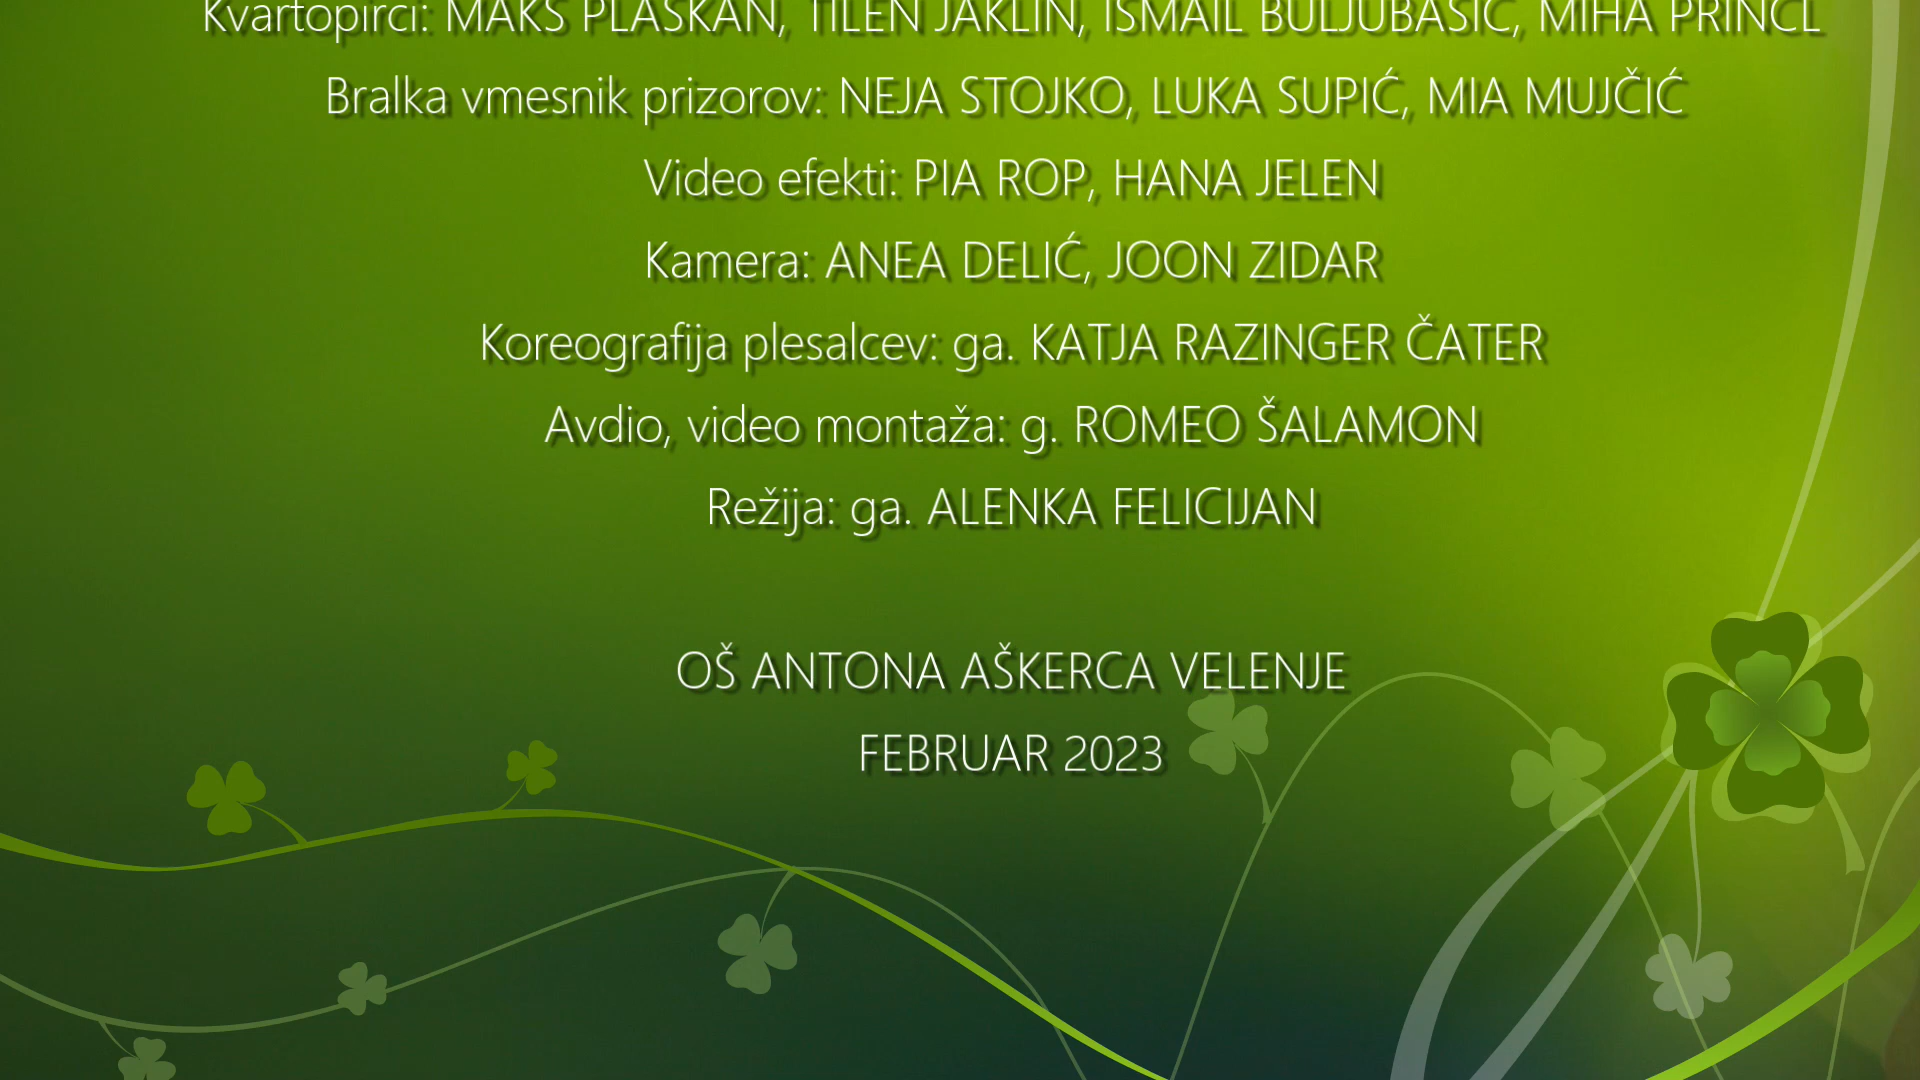 Kvartopirci: MAKS PLASKAN, TILEN JAKLIN, ISMAIL BULJUBAŠIĆ, MIHA PRINCL
Bralka vmesnik prizorov: NEJA STOJKO, LUKA SUPIĆ, MIA MUJČIĆ
Video efekti: PIA ROP, HANA JELEN
Kamera: ANEA DELIĆ, JOON ZIDAR
Koreografija plesalcev: ga. KATJA RAZINGER ČATER
Avdio, video montaža: g. ROMEO ŠALAMON
Režija: ga. ALENKA FELICIJAN
OŠ ANTONA AŠKERCA VELENJE
FEBRUAR 2023